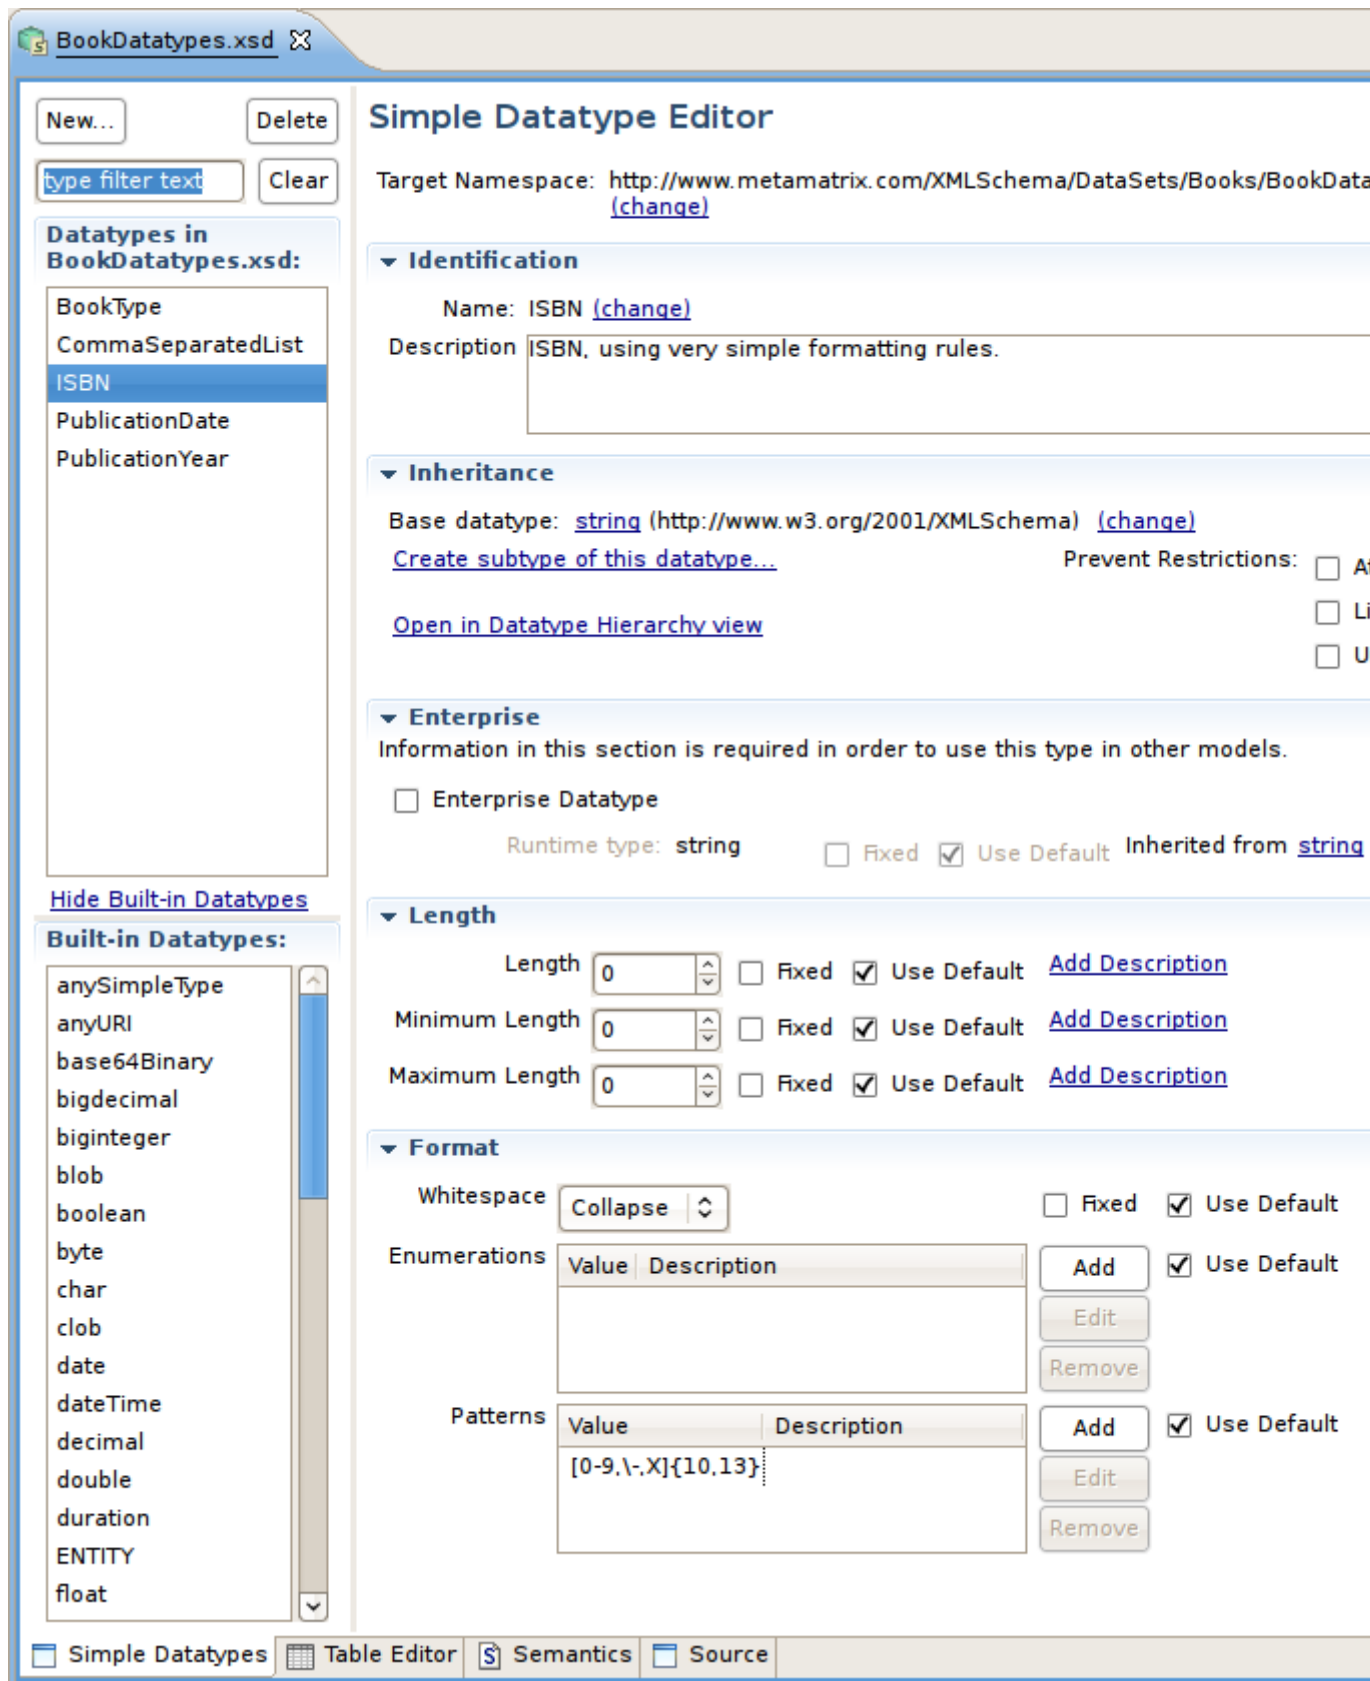 BookDatatypes.xsd
New...
Delete
type filter text
Clear
Datatypes in
BookDatatypes.xsd:
BookType
CommaSeparatedList
ISBN
PublicationDate
PublicationYear
Hide Built-in Datatypes
Built-in Datatypes:
anySimpleType
anyURI
base64Binary
bigdecimal
biginteger
blob
boolean
byte
char
clob
date
dateTime
decimal
double
duration
ENTITY
float
Simple Datatype Editor
Target Namespace: http://www.metamatrix.com/XMLSchema/DataSets/Books/BookData
(change)
Identification
Name: ISBN (change)
Description ISBN, using very simple formatting rules.
Inheritance
Base datatype: string (http://www.w3.org/2001/XMLSchema) (change)
Create subtype of this datatype...
Prevent Restrictions:
Li
U
Open in Datatype Hierarchy view
Enterprise
Information in this section is required in order to use this type in other models.
Enterprise Datatype
Runtime type: string Fixed Use Default Inherited from string
Length
Length 0 Fixed Use Default Add Description
Minimum Length 0 Fixed Use Default Add Description
Maximum Length 0 Fixed Use Default Add Description
Format
Whitespace Collapse Fixed Use Default
Enumerations Value Description Add Use Default
Edit
Remove
Patterns Value Description Add Use Default
[0-9,\-,X]{10,13}
Edit
Remove
Simple Datatypes Table Editor Semantics Source